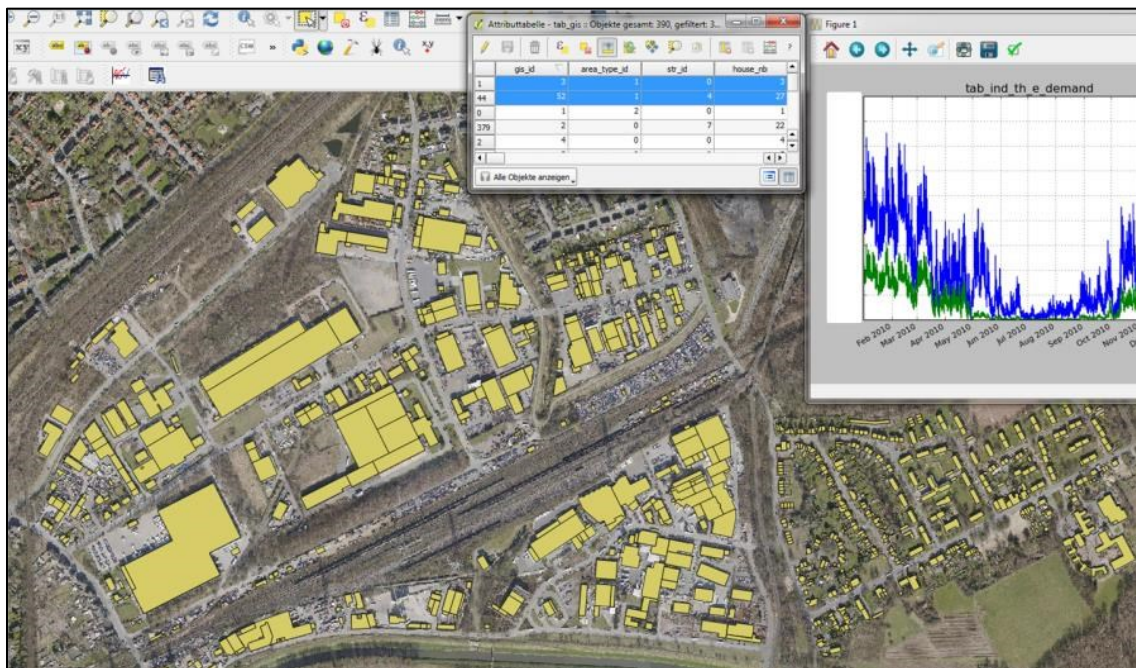 CSW
x,y
Attributtabelle - tab_gis :: Objekte gesamt: 390, gefiltert: 3...
gis_id area_type_id str_id house_nb
1 3 1 0 3
44 52 1 4 27
0 1 2 0 1
379 2 0 7 22
2 4 0 0 4
Alle Objekte anzeigen
Figure 1
tab_ind_th_e_demand
Feb 2010 Mar 2010 Apr 2010 May 2010 Jun 2010 Jul 2010 Aug 2010 Sep 2010 Oct 2010 Nov 2010